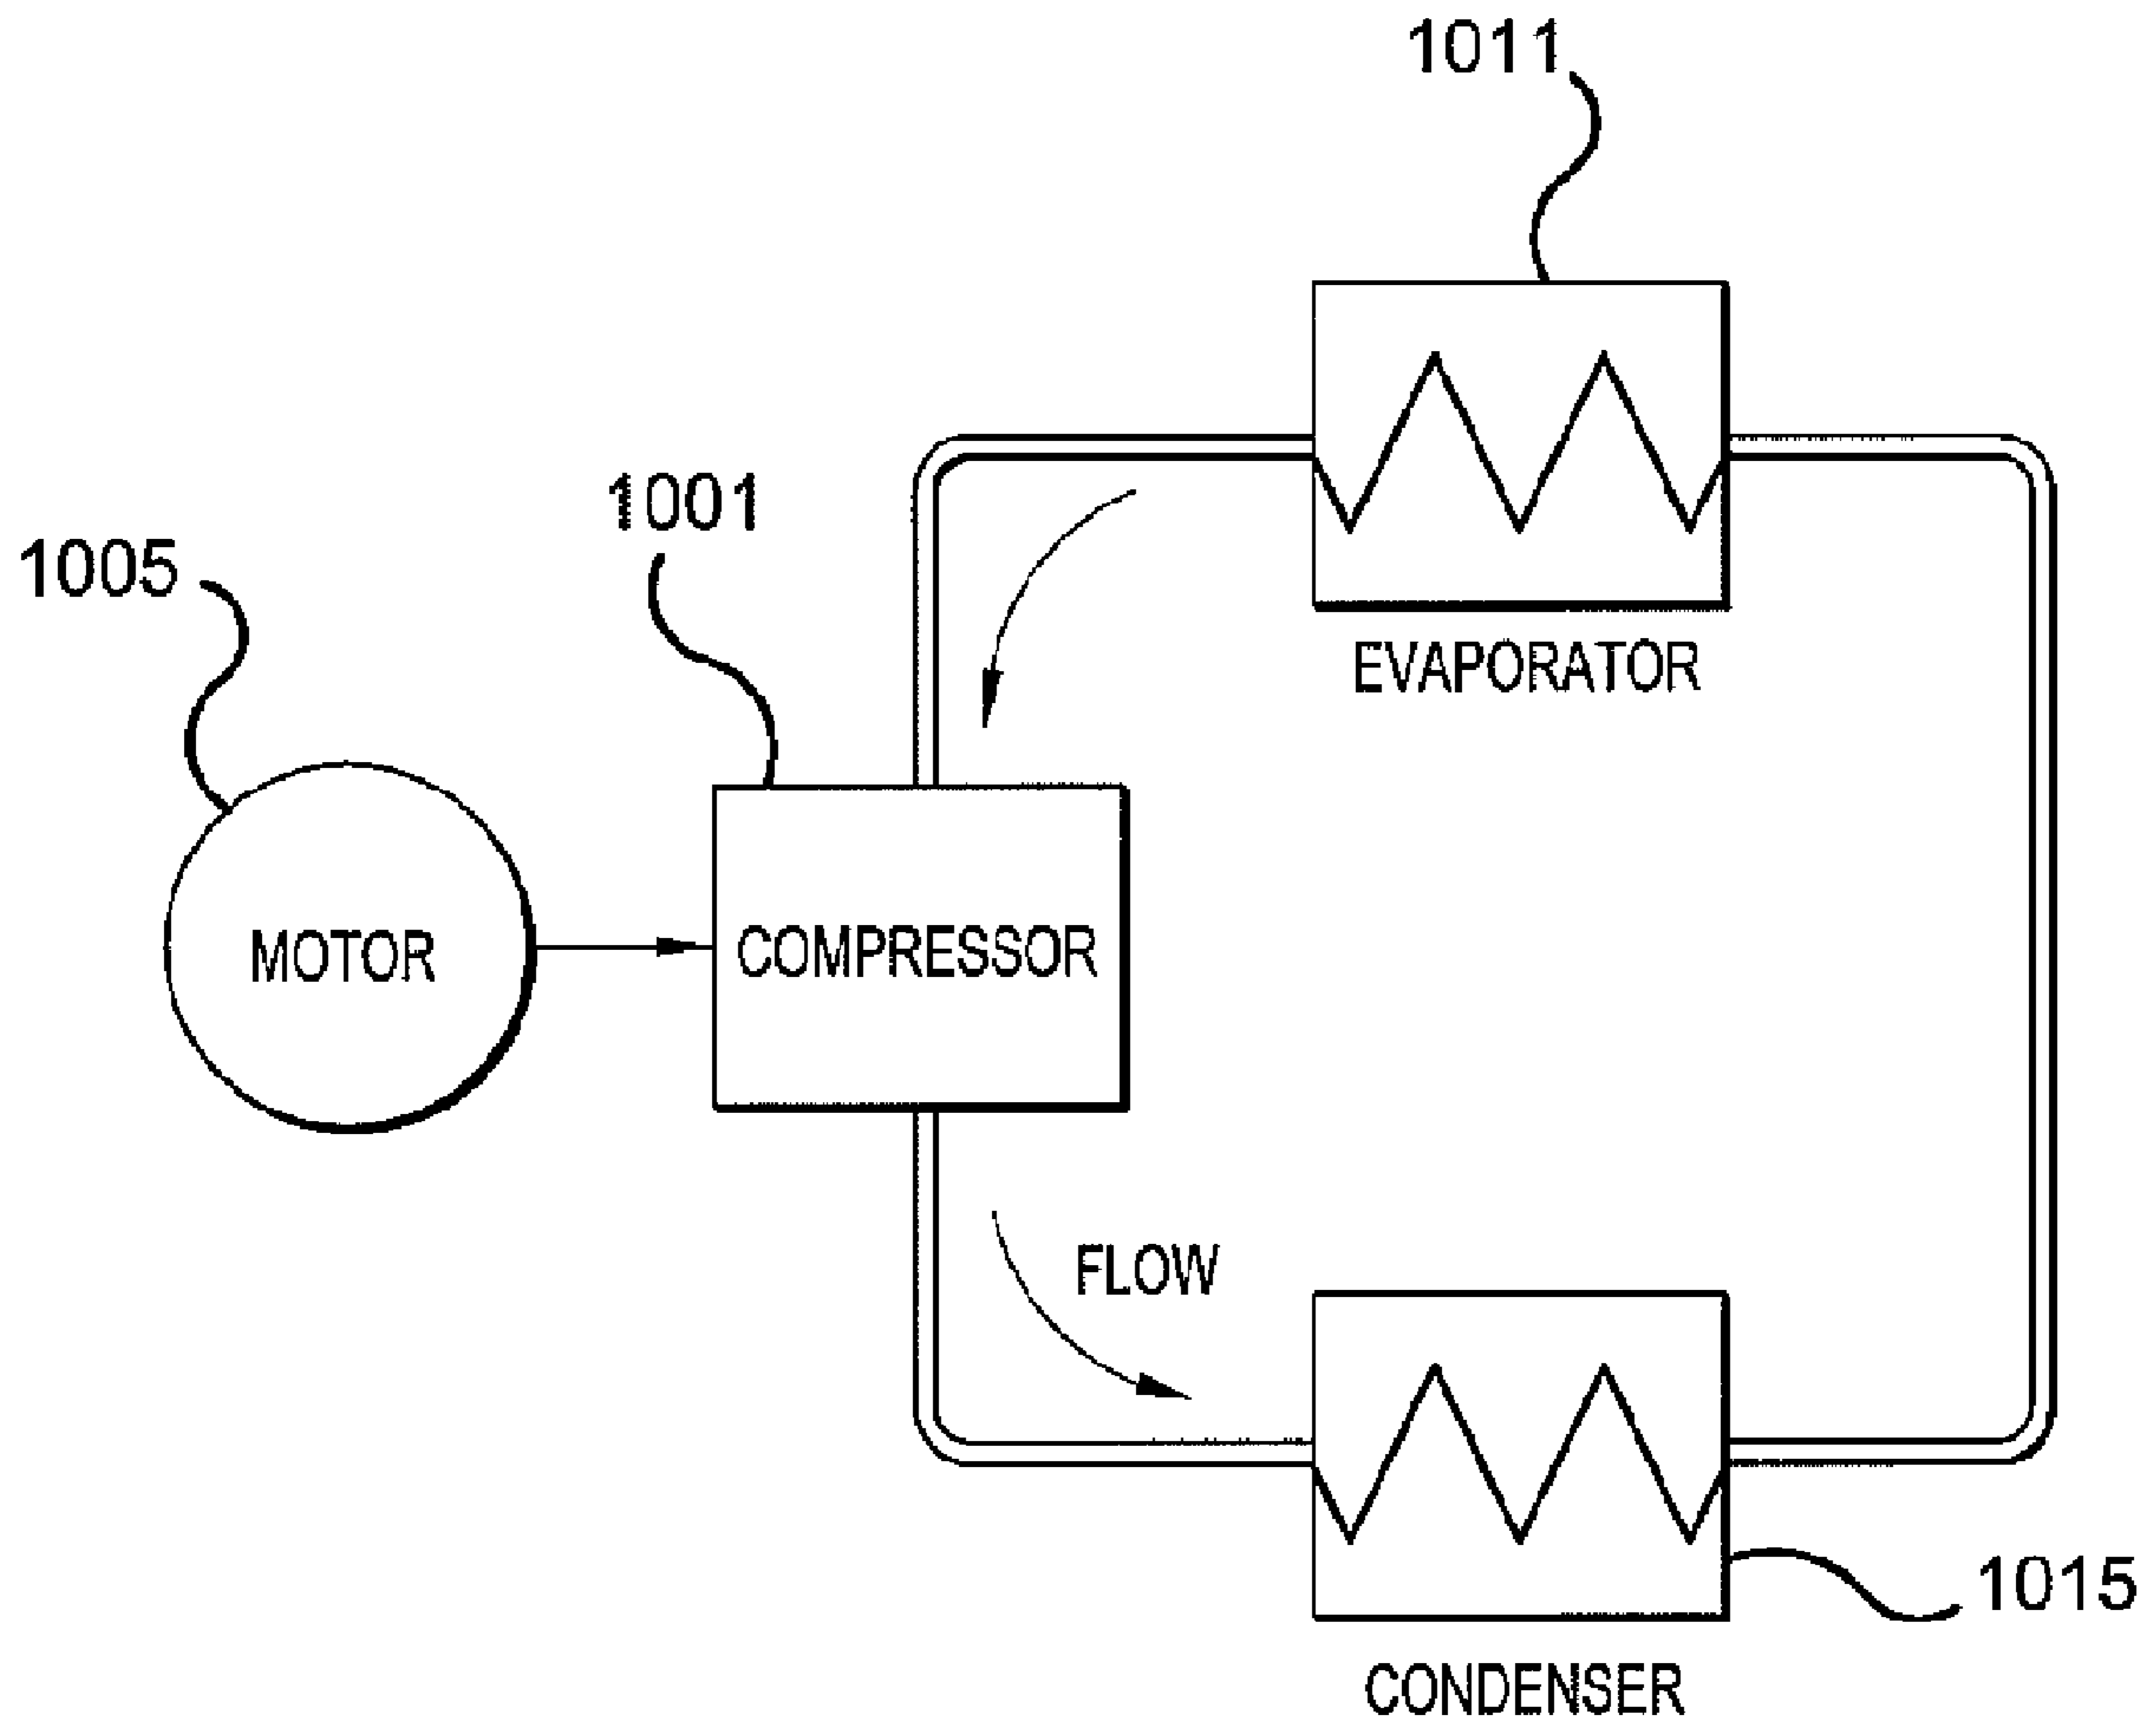 1011
1001
1005
EVAPORATOR
MOTOR
COMPRESSOR
FLOW
1015
CONDENSER